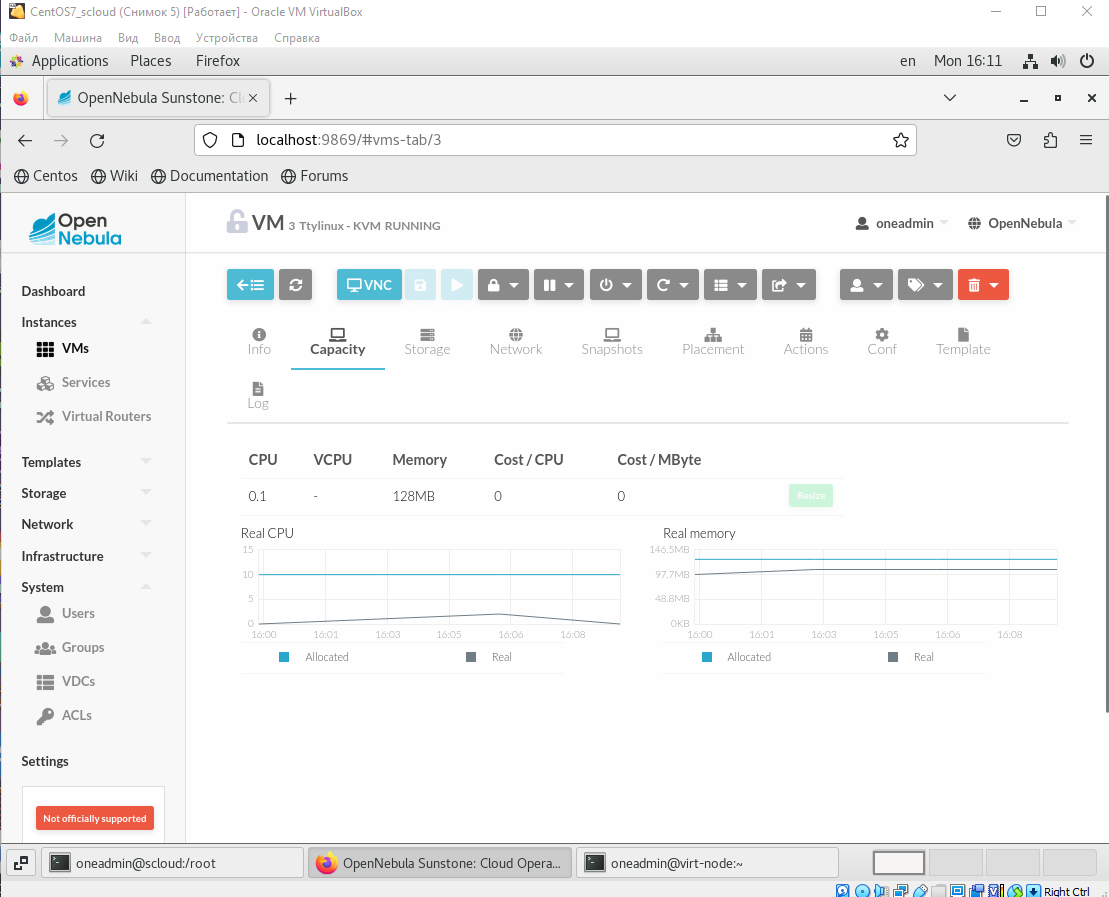 CentOS7_scloud (Снимок 5) [Работает] - Oracle VM VirtualBox
Файл Машина Вид Ввод Устройства Справка
Applications Places Firefox en Mon 16:11
OpenNebula Sunstone: Cl
localhost:9869/#vms-tab/3
Centos Wiki Documentation Forums
Open Nebula
VM 3 Ttylinux - KVM RUNNING
oneadmin OpenNebula
VNC
Dashboard
Instances
VMs
Services
Virtual Routers
Templates
Storage
Network
Infrastructure
System
Users
Groups
VDCs
ACLs
Settings
Not officially supported
Info Capacity Storage Network Snapshots Placement Actions Conf Template
Log
CPU VCPU Memory Cost / CPU Cost / MByte
0.1 - 128MB 0 0 Resize
Real CPU
15
10
5
0
16:00 16:01 16:03 16:05 16:06 16:08
Allocated Real
Real memory
146.5MB
97.7MB
48.8MB
0KB
16:00 16:01 16:03 16:05 16:06 16:08
Allocated Real
oneadmin@scloud:/root OpenNebula Sunstone: Cloud Opera... oneadmin@virt-node:~
Right Ctrl